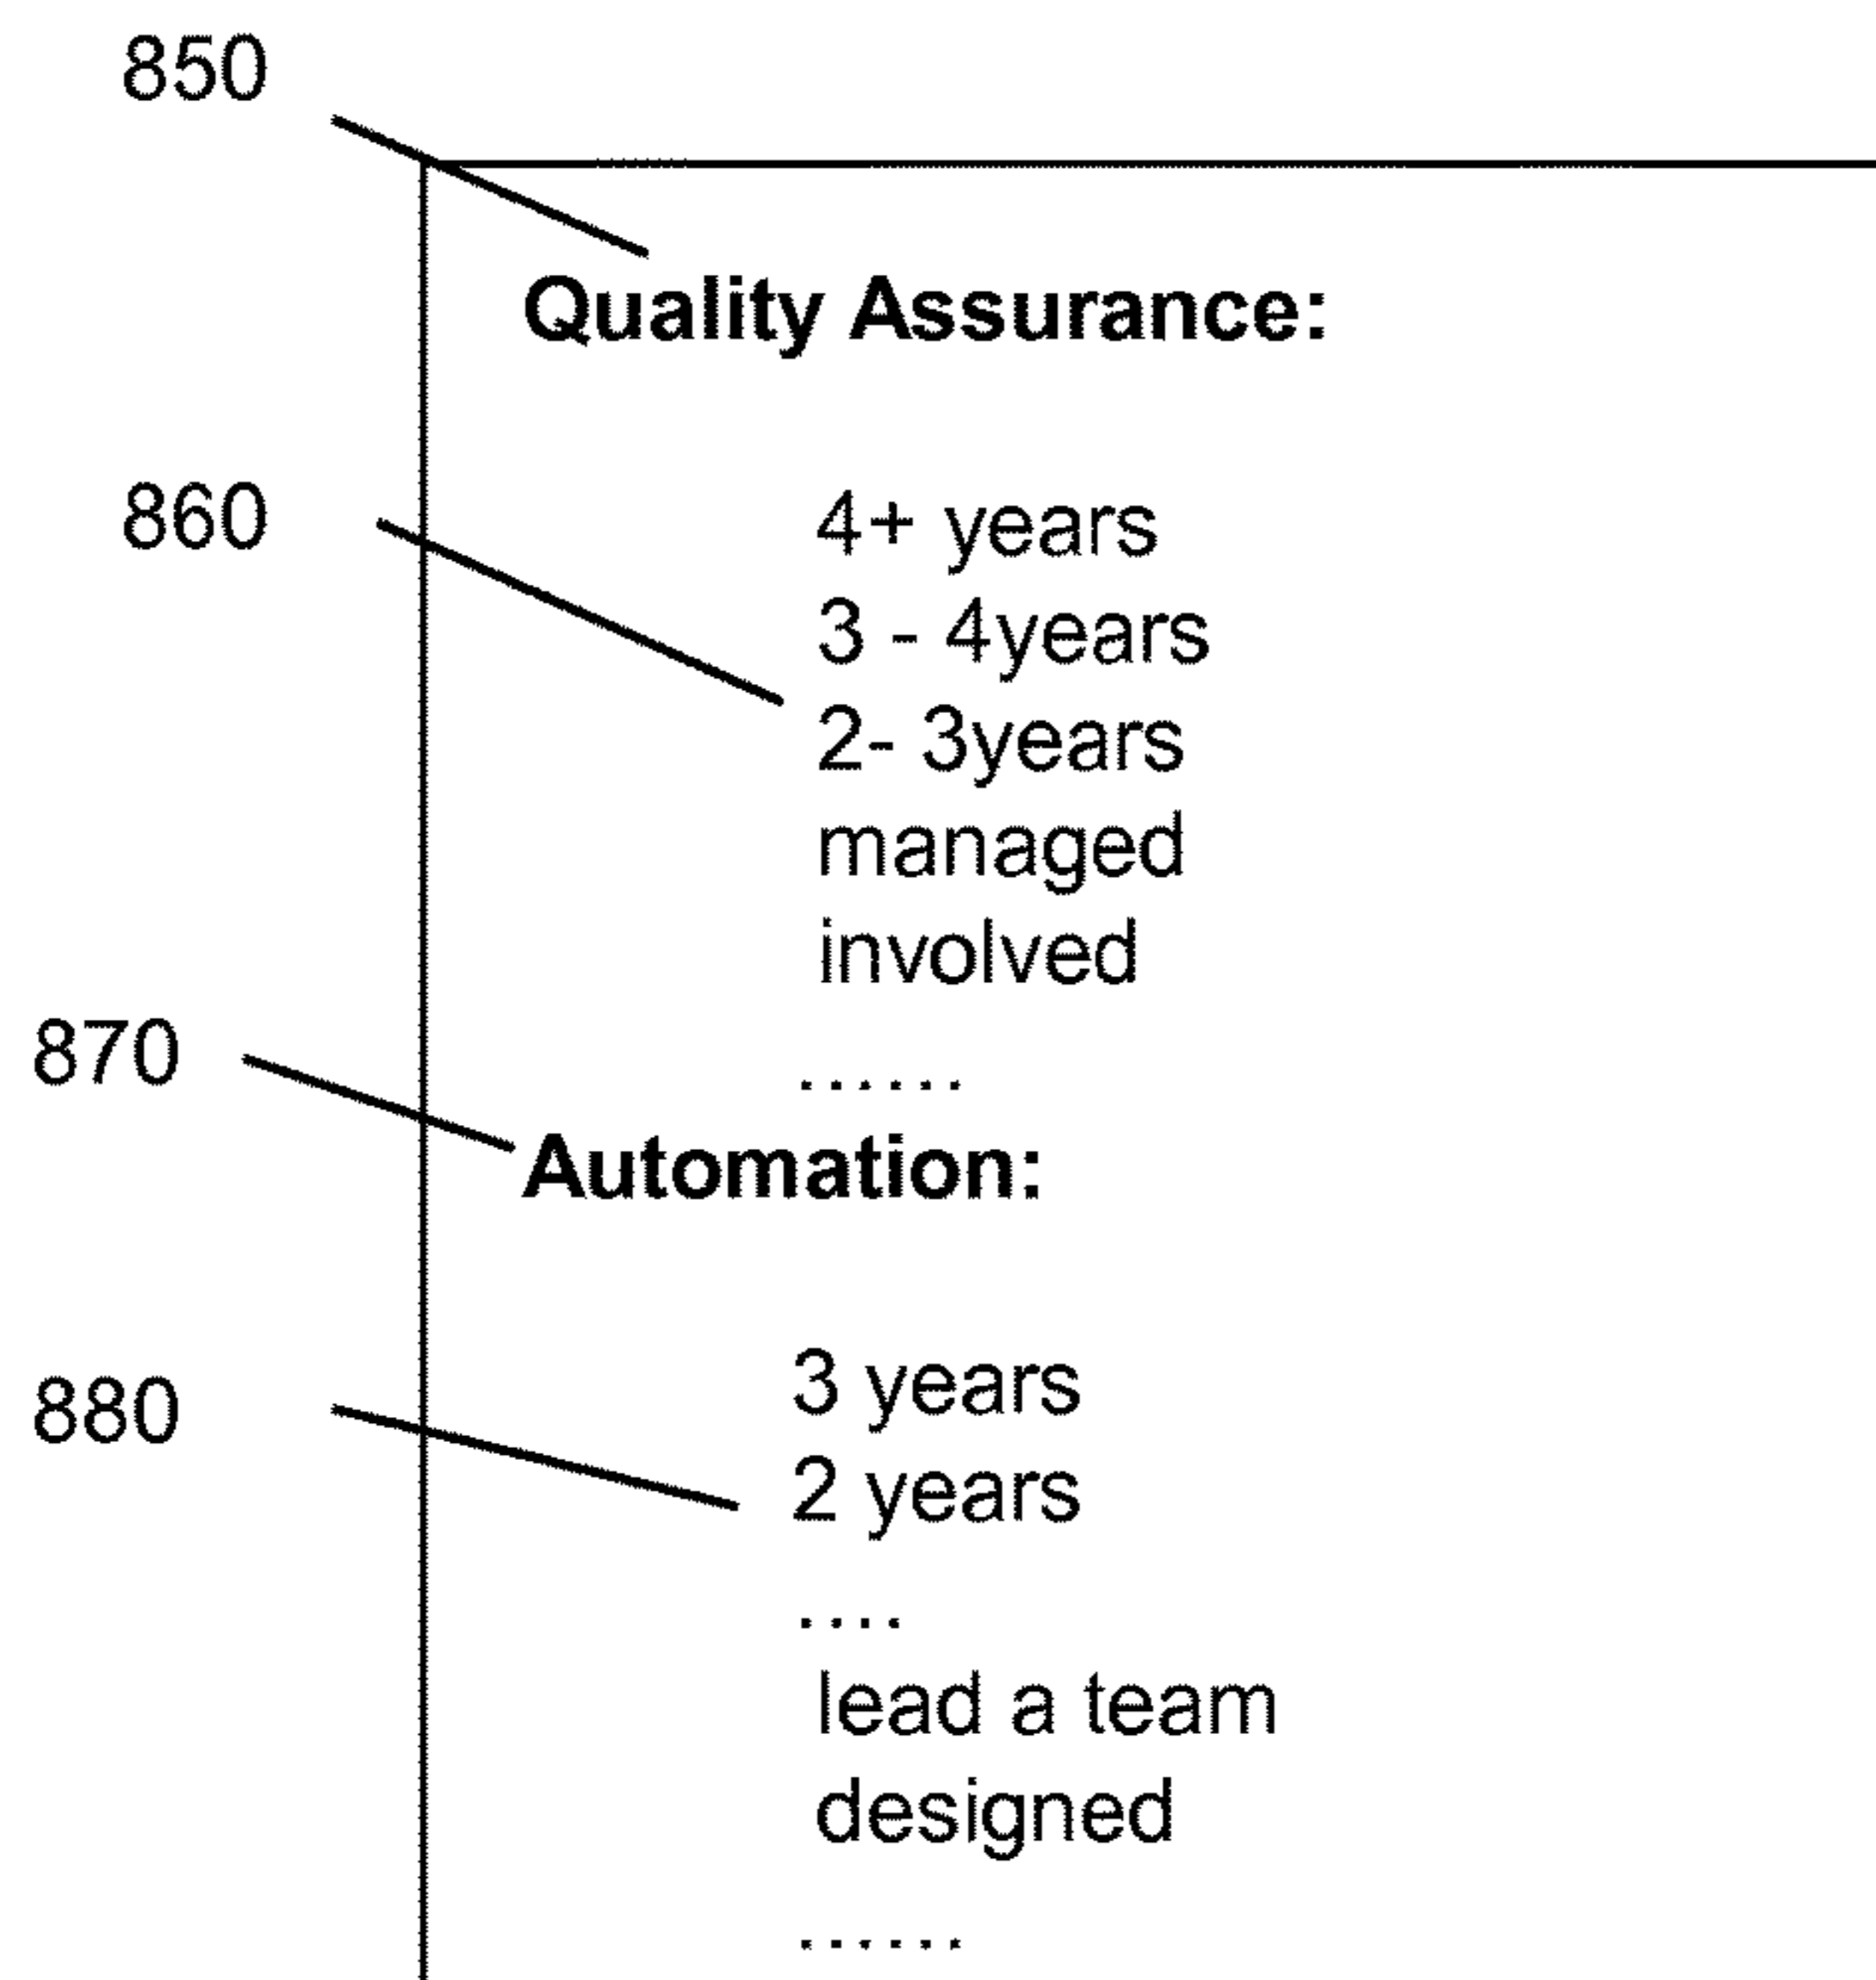 850
Quality Assurance:
860
4+ years
3 - 4years
2- 3years
managed
involved
870
......
Automation:
880
3 years
2 years
....
lead a team
designed
......